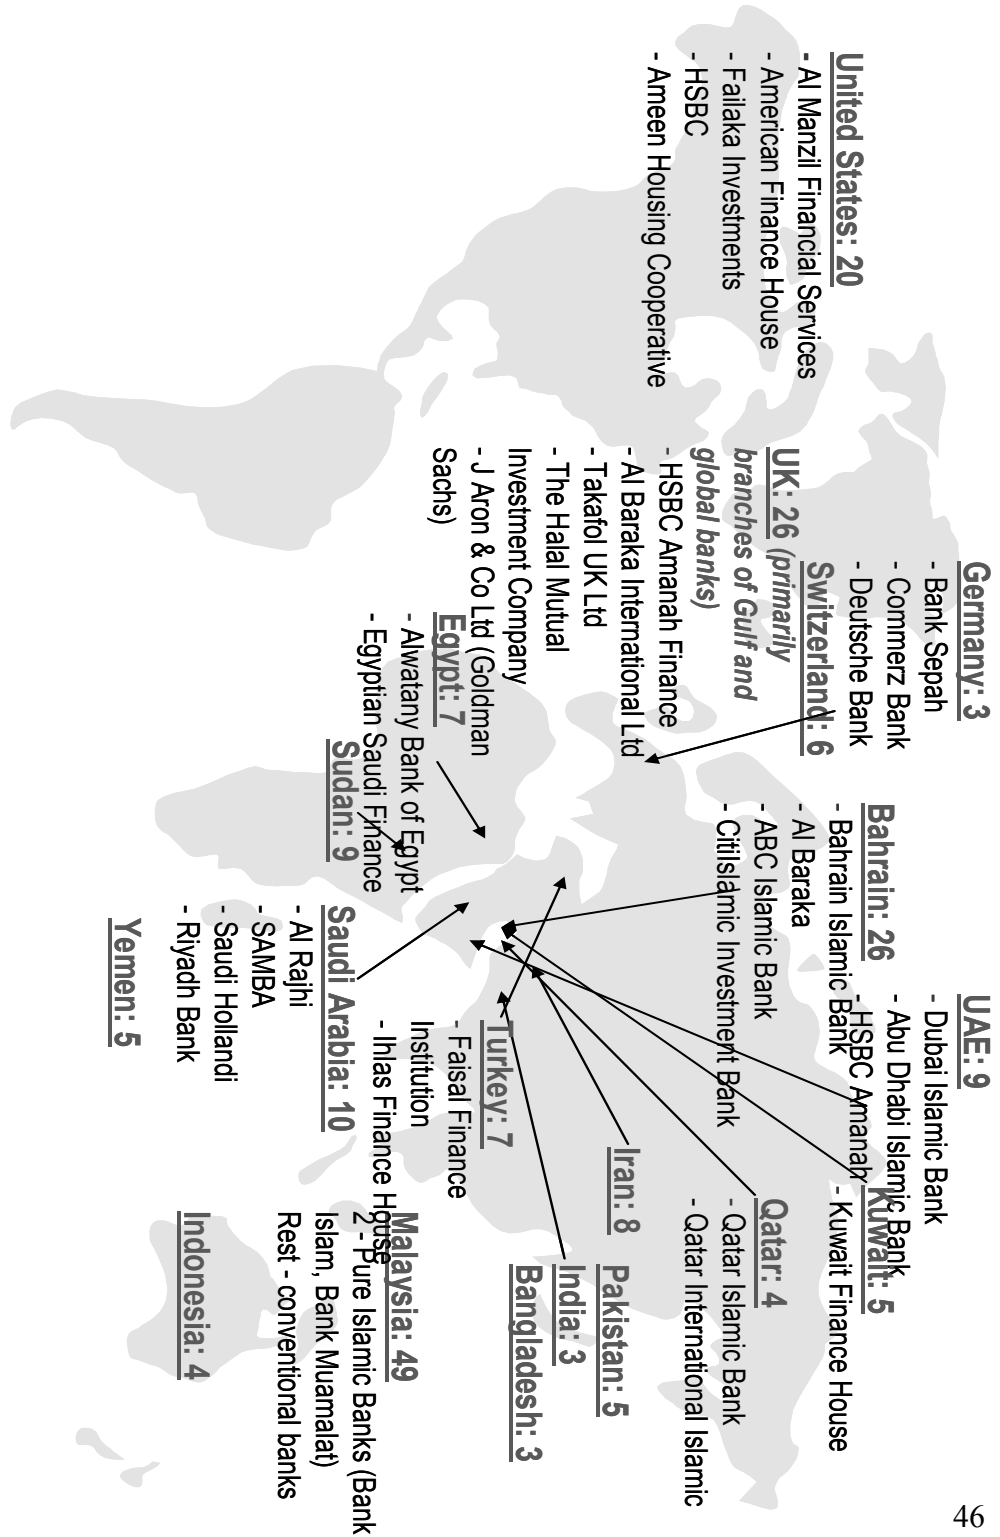 United States: 20
- Al Manzil Financial Services
- American Finance House
- Failaka Investments
- HSBC
- Ameen Housing Cooperative
Germany: 3
- Bank Sepah
- Commerz Bank
- Deutsche Bank
Switzerland: 6
UK: 26 (primarily
branches of Gulf and
global banks)
- HSBC Amanah Finance
- Al Baraka International Ltd
- Takafol UK Ltd
- The Halal Mutual
Investment Company
- J Aron & Co Ltd (Goldman
Sachs)
Egypt: 7
- Alwatany Bank of Egypt
- Egyptian Saudi Finance
Sudan: 9
Bahrain: 26
- Bahrain Islamic Bank
- Al Baraka
- ABC Islamic Bank
- CitiIslamic Investment Bank
Saudi Arabia: 10
- Al Rajhi
- SAMBA
- Saudi Hollandi
- Riyadh Bank
Yemen: 5
UAE: 9
- Dubai Islamic Bank
- Abu Dhabi Islamic Bank
- HSBC Amanah
Kuwait: 5
- Kuwait Finance House
Turkey: 7
- Faisal Finance
Institution
- Ihlas Finance House
Iran: 8
Qatar: 4
- Qatar Islamic Bank
- Qatar International Islamic
Pakistan: 5
India: 3
Bangladesh: 3
Malaysia: 49
2 - Pure Islamic Banks (Bank
Islam, Bank Muamalat)
Rest - conventional banks
Indonesia: 4
46